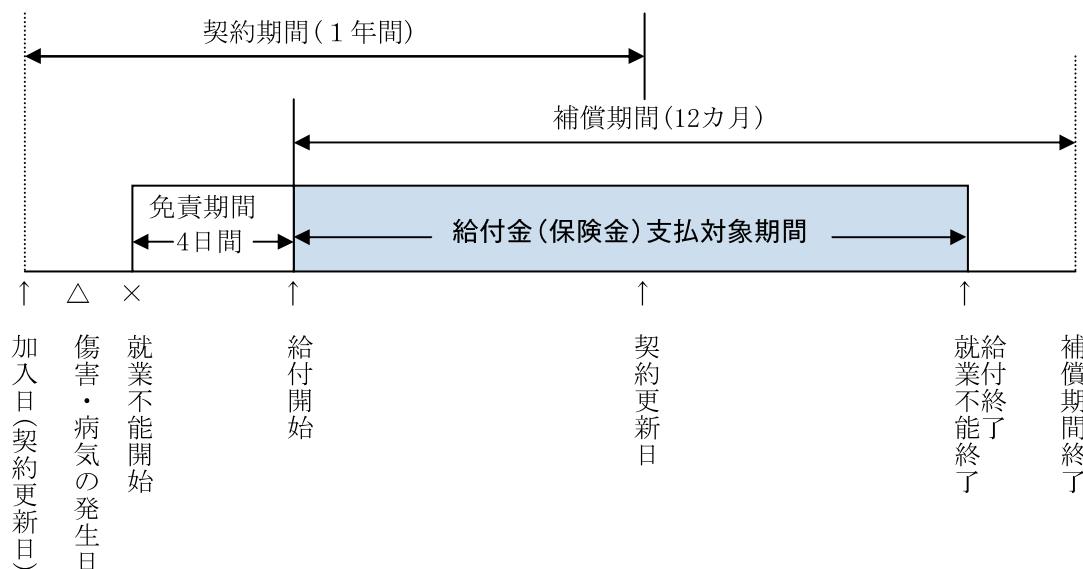 契約期間(１年間)
補償期間(12カ月)
免責期間
4日間
給付金(保険金)支払対象期間
↑
△
×
↑
↑
↑
加入日(契約更新日)
傷害・病気の発生日
就業不能開始
給付開始
契約更新日
給付終了
就業不能終了
補償期間終了